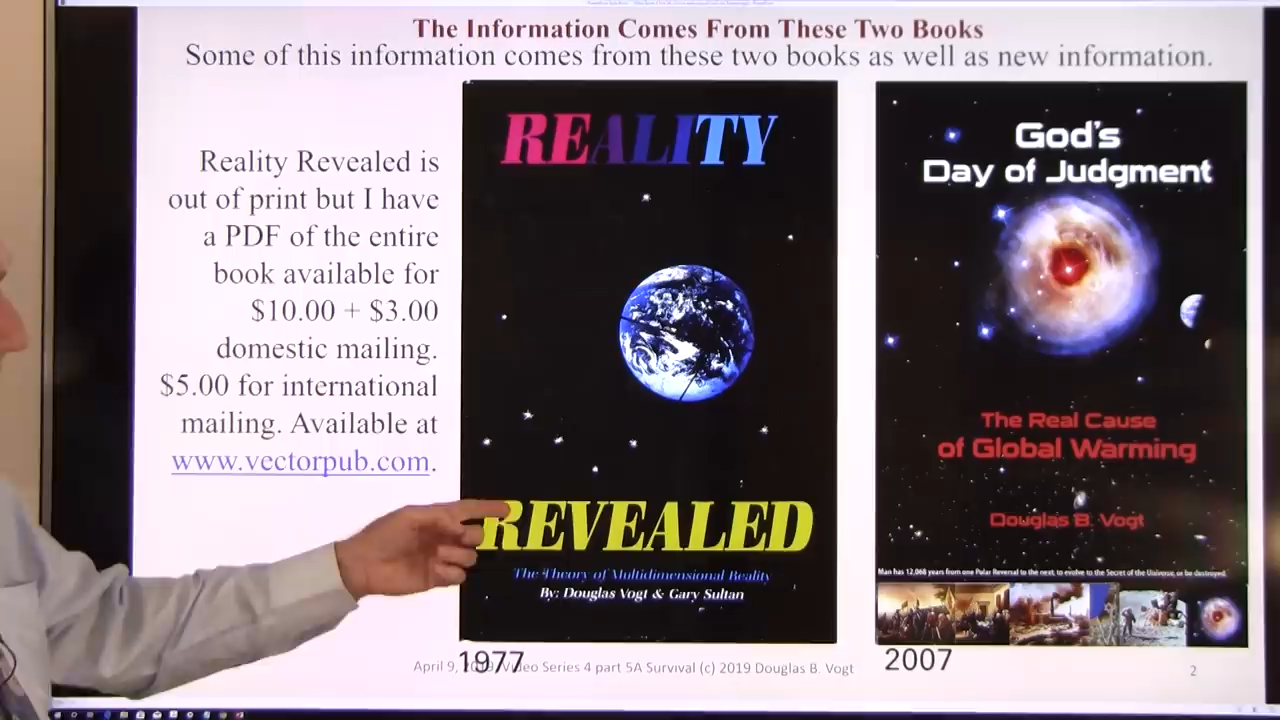 The Information Comes From These Two Books
Some of this information comes from these two books as well as new information.
Reality Revealed is
out of print but I have
a PDF of the entire
book available for
$10.00 + $3.00
domestic mailing.
$5.00 for international
mailing. Available at
www.vectorpub.com.
REALITY
REVEALED
The Theory of Multidimensional Reality
By: Douglas Vogt & Gary Sultan
1977
God's
Day of Judgment
The Real Cause
of Global Warming
Douglas B. Vogt
Man has 12,068 years from one Polar Reversal to the next, to evolve to the Secret of the Universe, or be destroyed.
2007
April 9, 2019, Video Series 4 part 5A Survival (c) 2019 Douglas B. Vogt
2